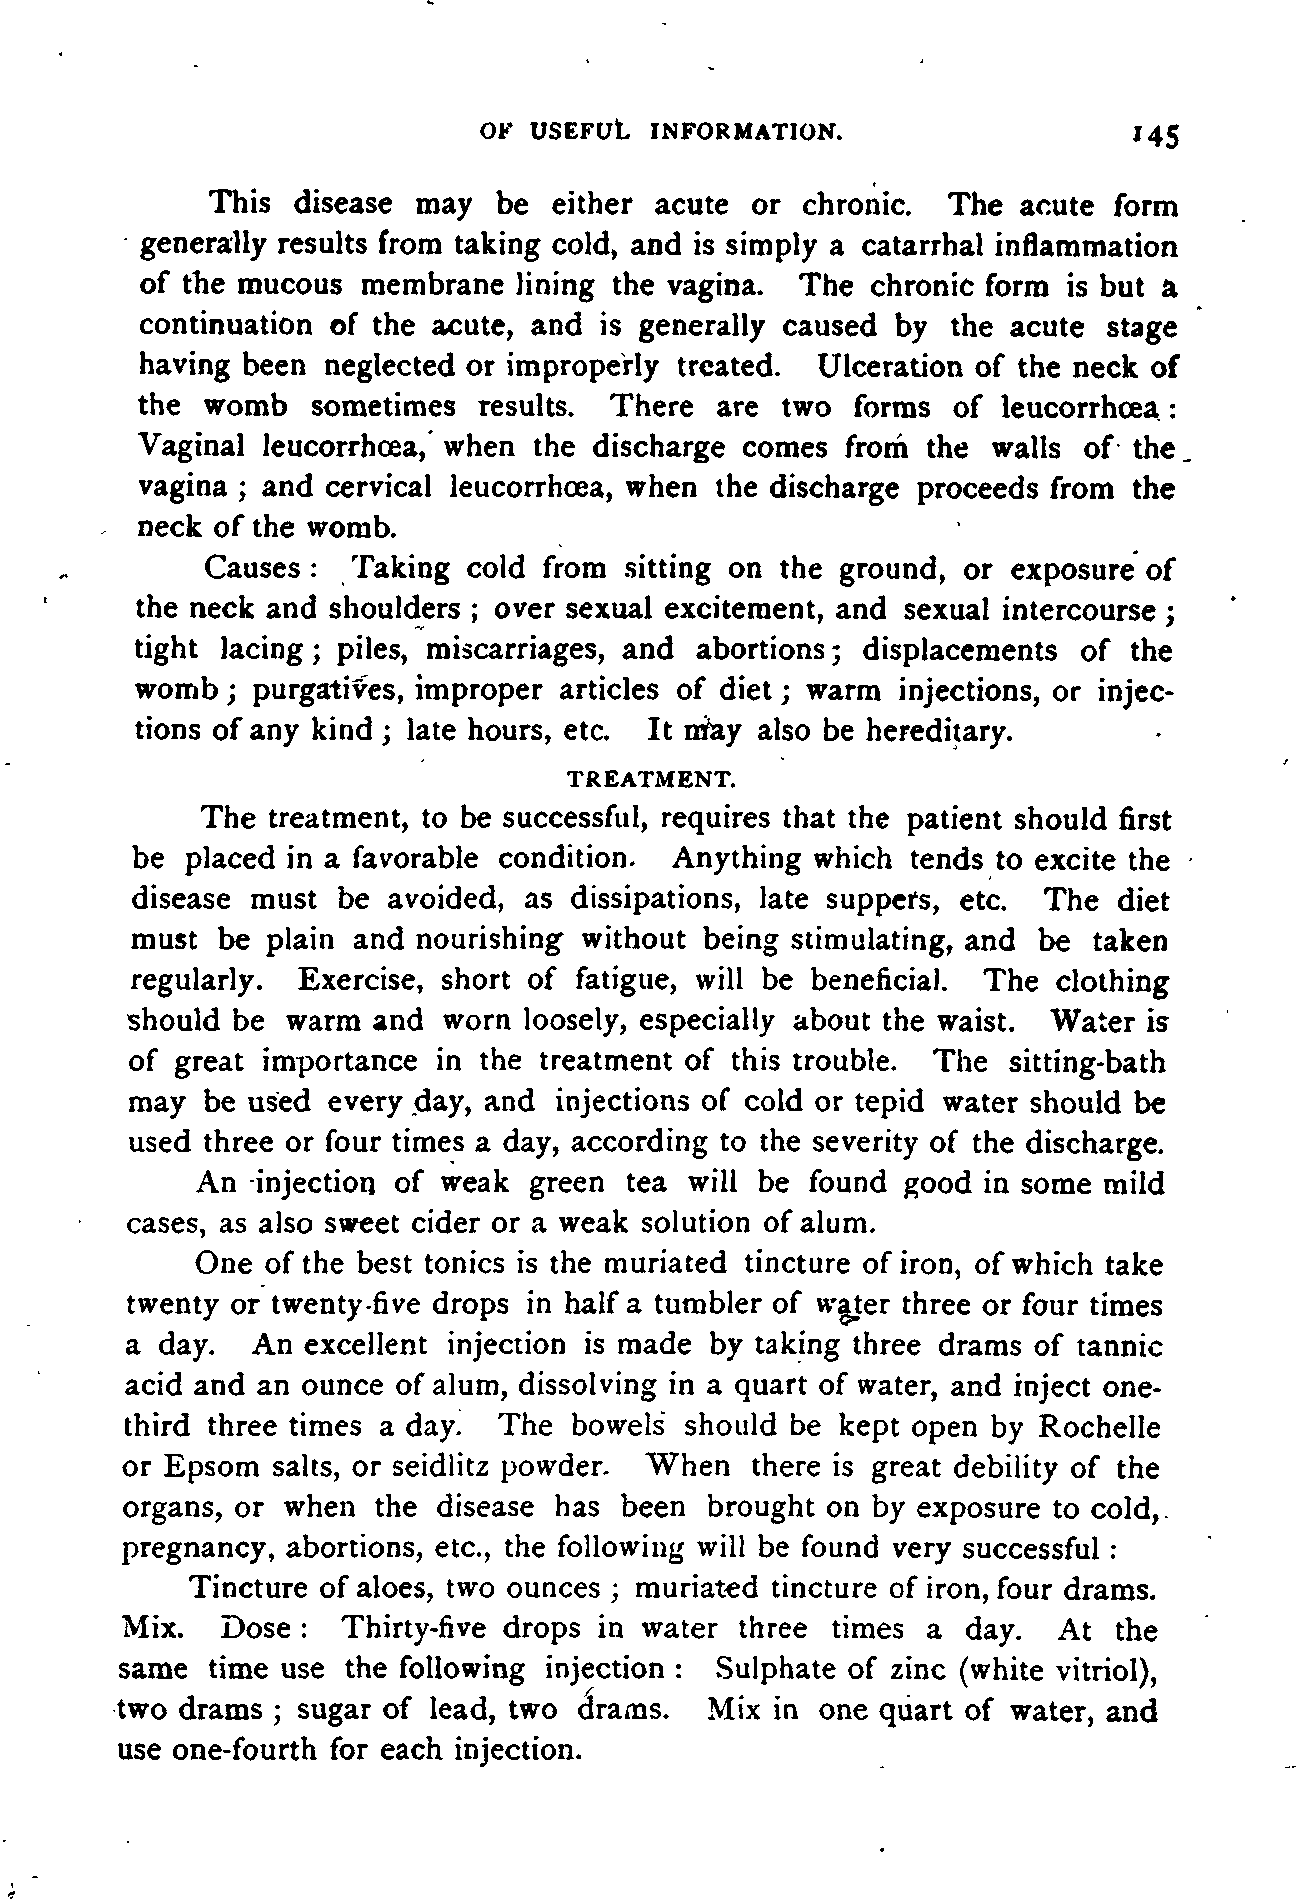 OF USEFUL INFORMATION. 145
This disease may be either acute or chronic. The acute form
generally results from taking cold, and is simply a catarrhal inflammation
of the mucous membrane lining the vagina. The chronic form is but a
continuation of the acute, and is generally caused by the acute stage
having been neglected or improperly treated. Ulceration of the neck of
the womb sometimes results. There are two forms of leucorrhœa :
Vaginal leucorrhœa, when the discharge comes from the walls of the
vagina ; and cervical leucorrhœa, when the discharge proceeds from the
neck of the womb.
Causes : Taking cold from sitting on the ground, or exposure of
the neck and shoulders ; over sexual excitement, and sexual intercourse ;
tight lacing ; piles, miscarriages, and abortions ; displacements of the
womb ; purgatives, improper articles of diet ; warm injections, or injec-
tions of any kind ; late hours, etc. It may also be hereditary.
TREATMENT.
The treatment, to be successful, requires that the patient should first
be placed in a favorable condition. Anything which tends to excite the
disease must be avoided, as dissipations, late suppers, etc. The diet
must be plain and nourishing without being stimulating, and be taken
regularly. Exercise, short of fatigue, will be beneficial. The clothing
should be warm and worn loosely, especially about the waist. Water is
of great importance in the treatment of this trouble. The sitting-bath
may be used every day, and injections of cold or tepid water should be
used three or four times a day, according to the severity of the discharge.
An injection of weak green tea will be found good in some mild
cases, as also sweet cider or a weak solution of alum.
One of the best tonics is the muriated tincture of iron, of which take
twenty or twenty-five drops in half a tumbler of water three or four times
a day. An excellent injection is made by taking three drams of tannic
acid and an ounce of alum, dissolving in a quart of water, and inject one-
third three times a day. The bowels should be kept open by Rochelle
or Epsom salts, or seidlitz powder. When there is great debility of the
organs, or when the disease has been brought on by exposure to cold,
pregnancy, abortions, etc., the following will be found very successful :
Tincture of aloes, two ounces ; muriated tincture of iron, four drams.
Mix. Dose : Thirty-five drops in water three times a day. At the
same time use the following injection : Sulphate of zinc (white vitriol),
two drams ; sugar of lead, two drams. Mix in one quart of water, and
use one-fourth for each injection.